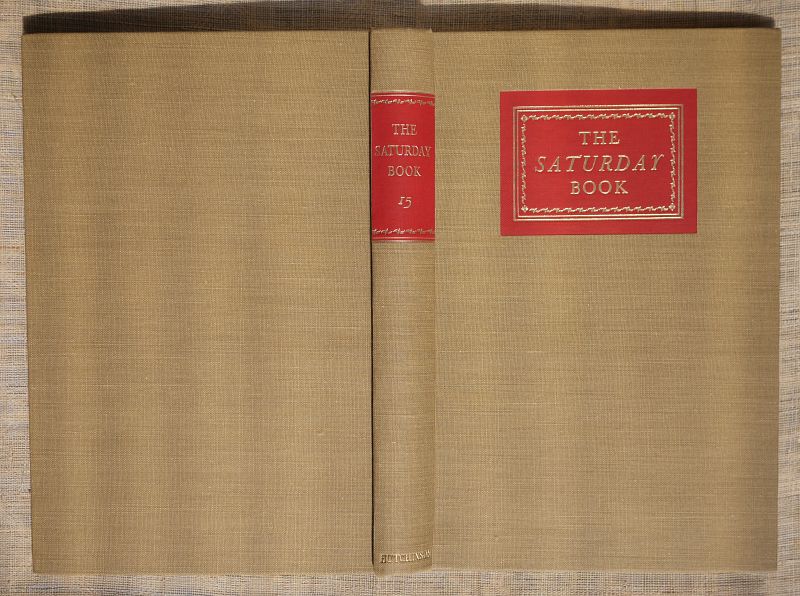 THE
SATURDAY
BOOK
15
HUTCHINSON
THE
SATURDAY
BOOK